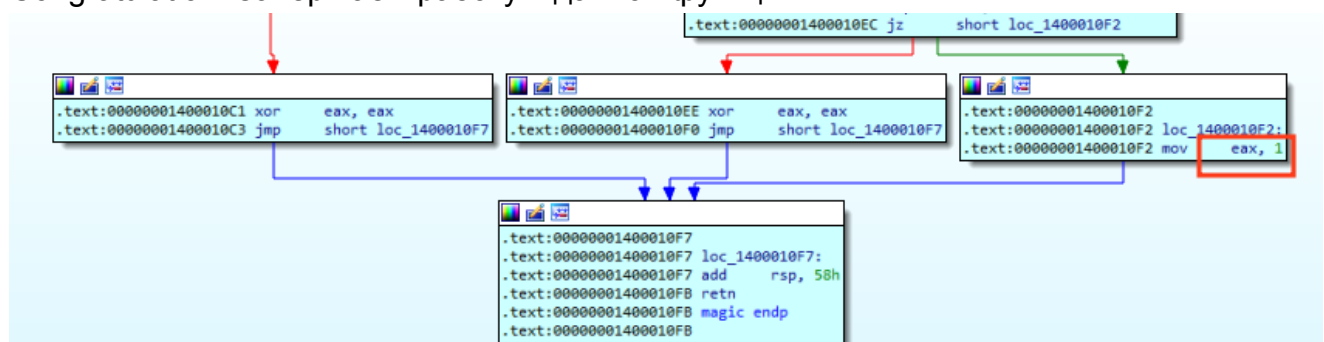 .text:00000001400010EC jz short loc_1400010F2
.text:00000001400010C1 xor eax, eax
.text:00000001400010C3 jmp short loc_1400010F7
.text:00000001400010EE xor eax, eax
.text:00000001400010F0 jmp short loc_1400010F7
.text:00000001400010F2
.text:00000001400010F2 loc_1400010F2:
.text:00000001400010F2 mov eax, 1
.text:00000001400010F7
.text:00000001400010F7 loc_1400010F7:
.text:00000001400010F7 add rsp, 58h
.text:00000001400010FB retn
.text:00000001400010FB magic endp
.text:00000001400010FB